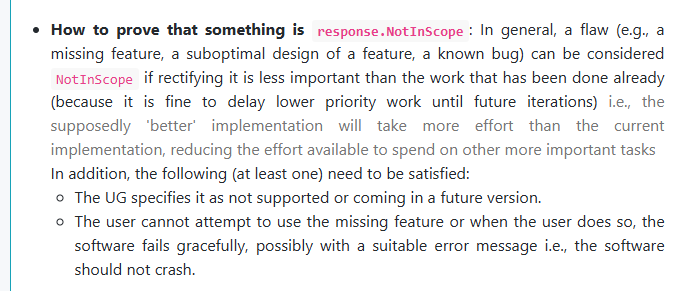 • How to prove that something is response.NotInScope: In general, a flaw (e.g., a
missing feature, a suboptimal design of a feature, a known bug) can be considered
NotInScope if rectifying it is less important than the work that has been done already
(because it is fine to delay lower priority work until future iterations) i.e., the
supposedly 'better' implementation will take more effort than the current
implementation, reducing the effort available to spend on other more important tasks
In addition, the following (at least one) need to be satisfied:
◦ The UG specifies it as not supported or coming in a future version.
◦ The user cannot attempt to use the missing feature or when the user does so, the
software fails gracefully, possibly with a suitable error message i.e., the software
should not crash.